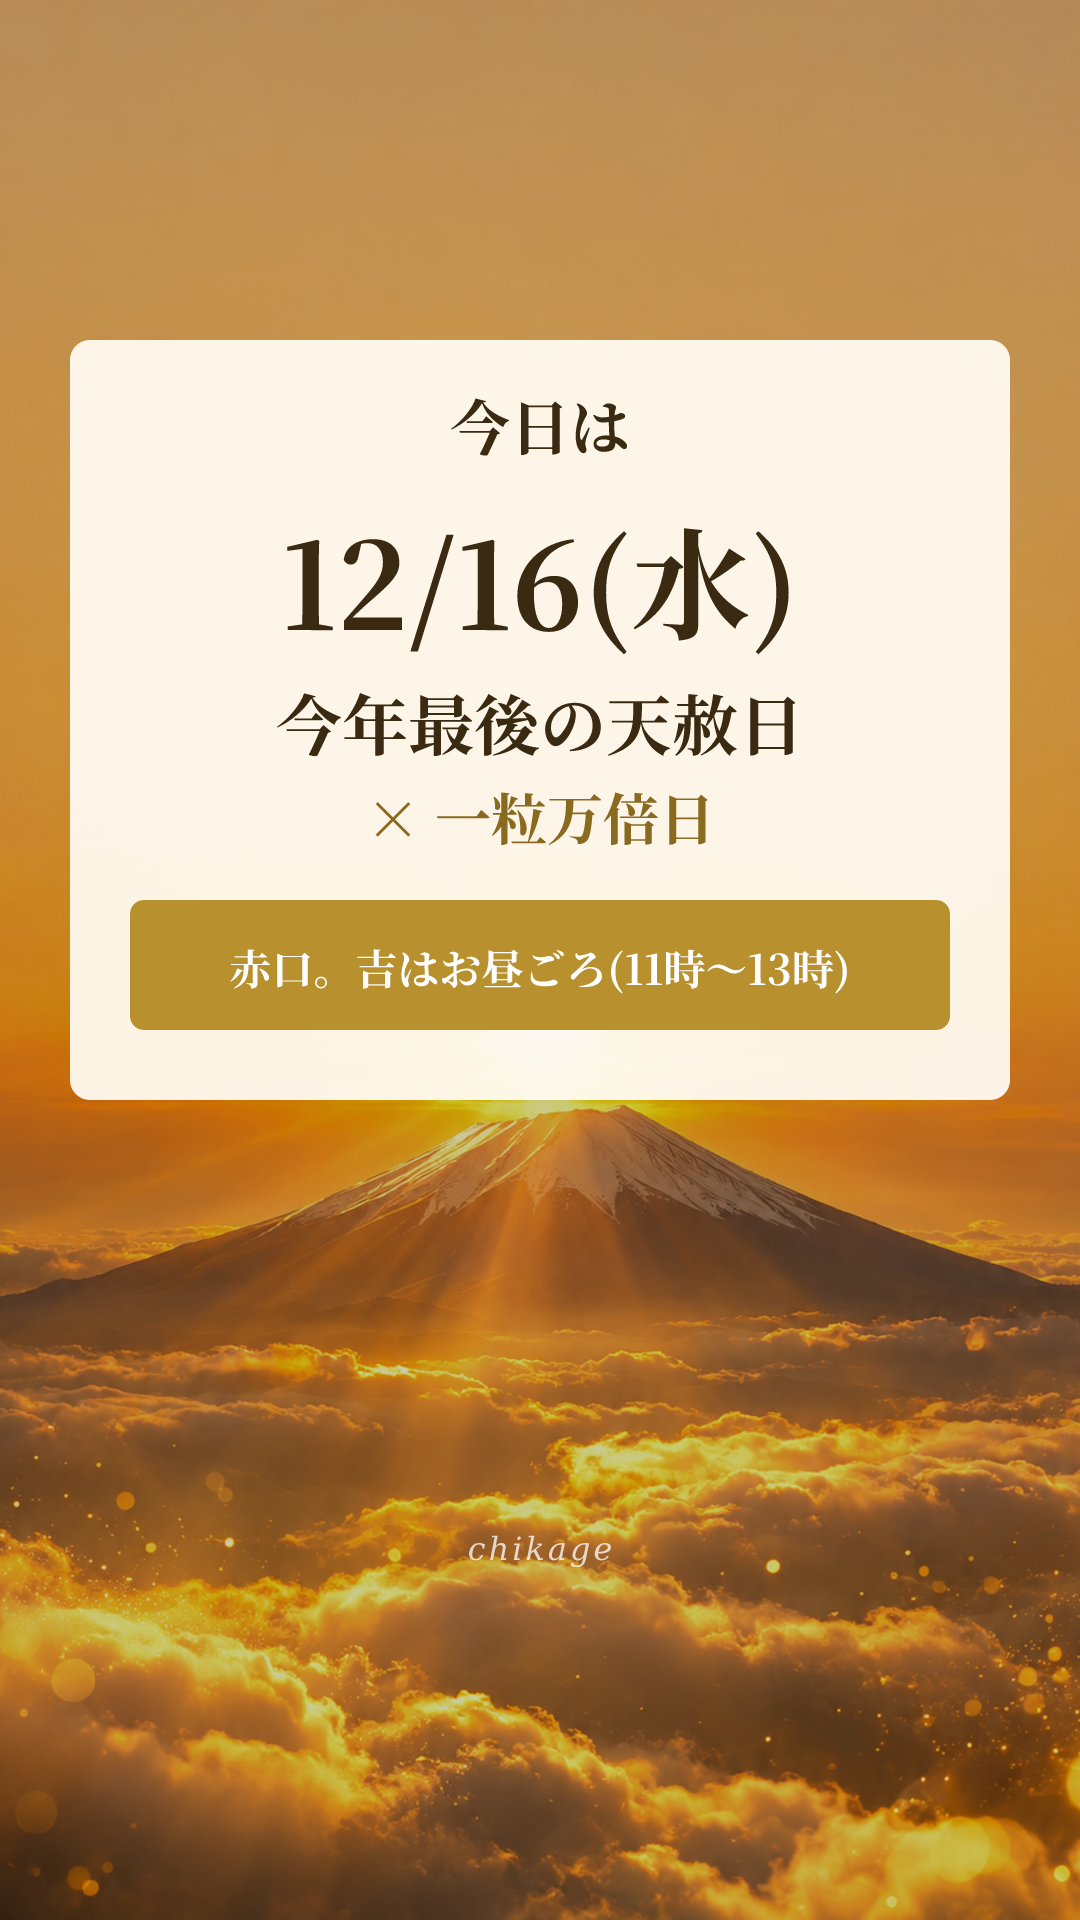 今日は
12/16(水)
今年最後の天赦日
× 一粒万倍日
赤口。吉はお昼ごろ(11時〜13時)
chikage